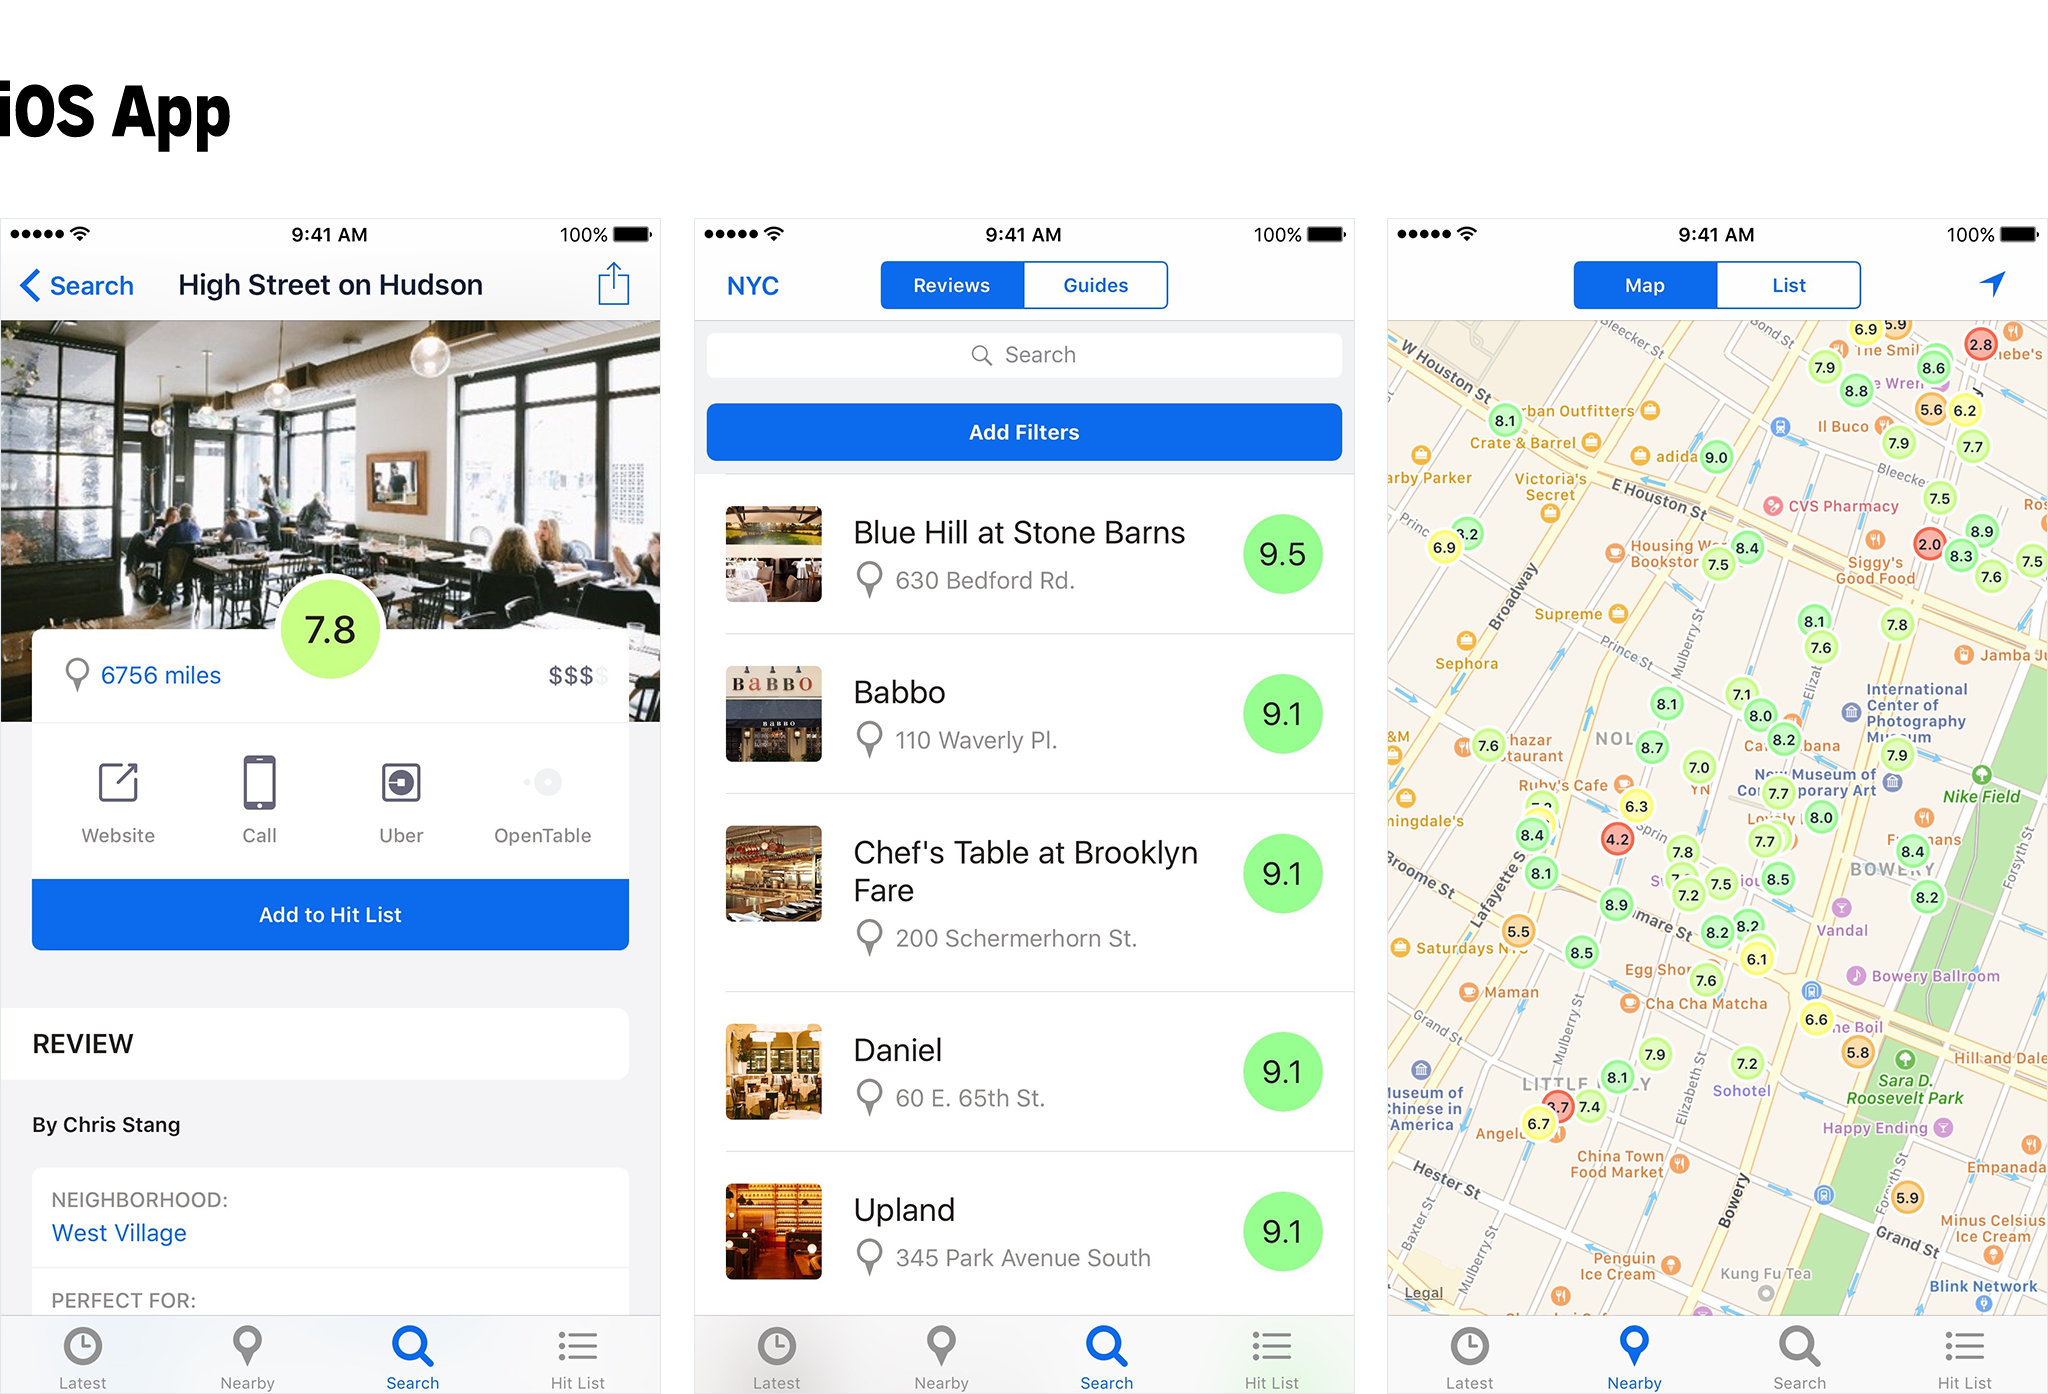 iOS App
9:41 AM
100%
Search
High Street on Hudson
7.8
6756 miles
$$$$
Website
Call
Uber
OpenTable
Add to Hit List
REVIEW
By Chris Stang
NEIGHBORHOOD:
West Village
PERFECT FOR:
Latest
Nearby
Search
Hit List
9:41 AM
100%
NYC
Reviews
Guides
Search
Add Filters
Blue Hill at Stone Barns
630 Bedford Rd.
9.5
BABBO
BABBO
Babbo
110 Waverly Pl.
9.1
Chef's Table at Brooklyn
Fare
200 Schermerhorn St.
9.1
Daniel
60 E. 65th St.
9.1
Upland
345 Park Avenue South
9.1
Latest
Nearby
Search
Hit List
9:41 AM
100%
Map
List
Bleecker St
Bond St
6.9
5.9
2.8
W Houston St
The Smil
7.9
8.6
8.8
5.6
6.2
8.1
rban Outfitters
Il Buco
Crate & Barrel
7.9
7.7
adida
9.0
arby Parker
Victoria's
Secret
E Houston St
Bleecke
7.5
CVS Pharmacy
8.9
6.9
Housing
Bookstor
8.4
7.5
2.0
8.3
7.5
7.6
Siggy's
Good Food
Broadway
Supreme
8.1
7.8
Prince St
7.6
Mulberry St
Sephora
Jamba
International
Center of
Photography
Museum
7.1
8.1
8.0
8.2
7.6
8.7
7.9
7.0
Ruby's Cafe
New Museum of
7.7
Nike Field
6.3
8.0
8.4
4.2
7.7
7.8
8.4
BOWERY
Forsyth St
8.1
7.5
8.5
7.2
8.2
Broome St
Lafayette S
8.9
Vandal
5.5
8.2
8.2
8.5
6.1
Saturdays
Egg Shop
7.6
Bowery Ballroom
Maman
Cha Cha Matcha
6.6
Grand St
Mulberry St
5.8
Hill and Dale
7.9
7.2
Sara D.
Roosevelt Park
LITTLE
8.1
Elizabeth St
Sohotel
Chinese in
America
7.4
6.7
Happy Ending
China Town
Food Market
Hester St
Empanada
Bowery
Forsyth St
5.9
Baxter St
Mulberry St
Grand St
Minus Celsius
Ice Cream
Penguin
Ice Cream
Kung Fu Tea
Blink Network
Legal
Latest
Nearby
Search
Hit List